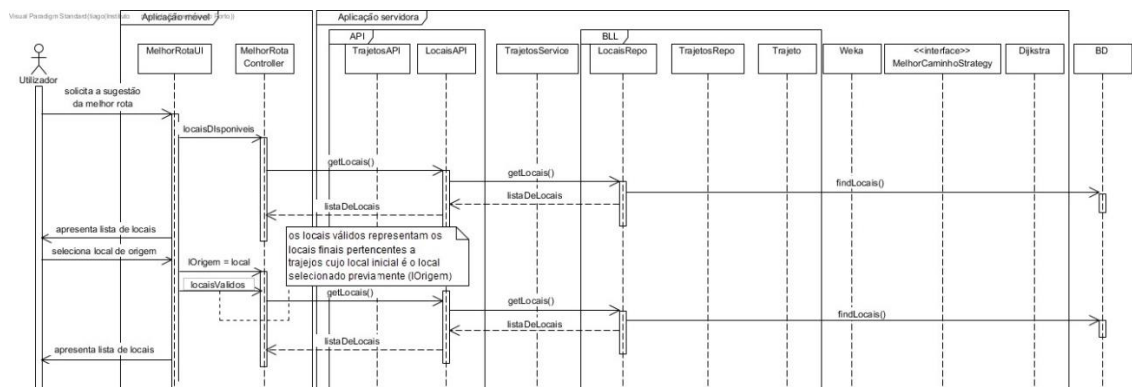 Visual Paradigm Standard(tiago(Instituto Porto))
Aplicação móvel
Aplicação servidora
API
BLL
MelhorRotaUI
MelhorRota
Controller
TrajetosAPI
LocaisAPI
TrajetosService
LocaisRepo
TrajetosRepo
Trajeto
Weka
<<interface>>
MelhorCaminhoStrategy
Dijkstra
BD
Utilizador
solicita a sugestão
da melhor rota
locaisDIsponiveis
getLocais()
getLocais()
findLocais()
listaDeLocais
listaDeLocais
apresenta lista de locais
os locais válidos representam os
locais finais pertencentes a
trajejos cujo local inicial é o local
selecionado previamente (lOrigem)
seleciona local de origem
lOrigem = local
locaisValidos
getLocais()
getLocais()
findLocais()
listaDeLocais
listaDeLocais
apresenta lista de locais